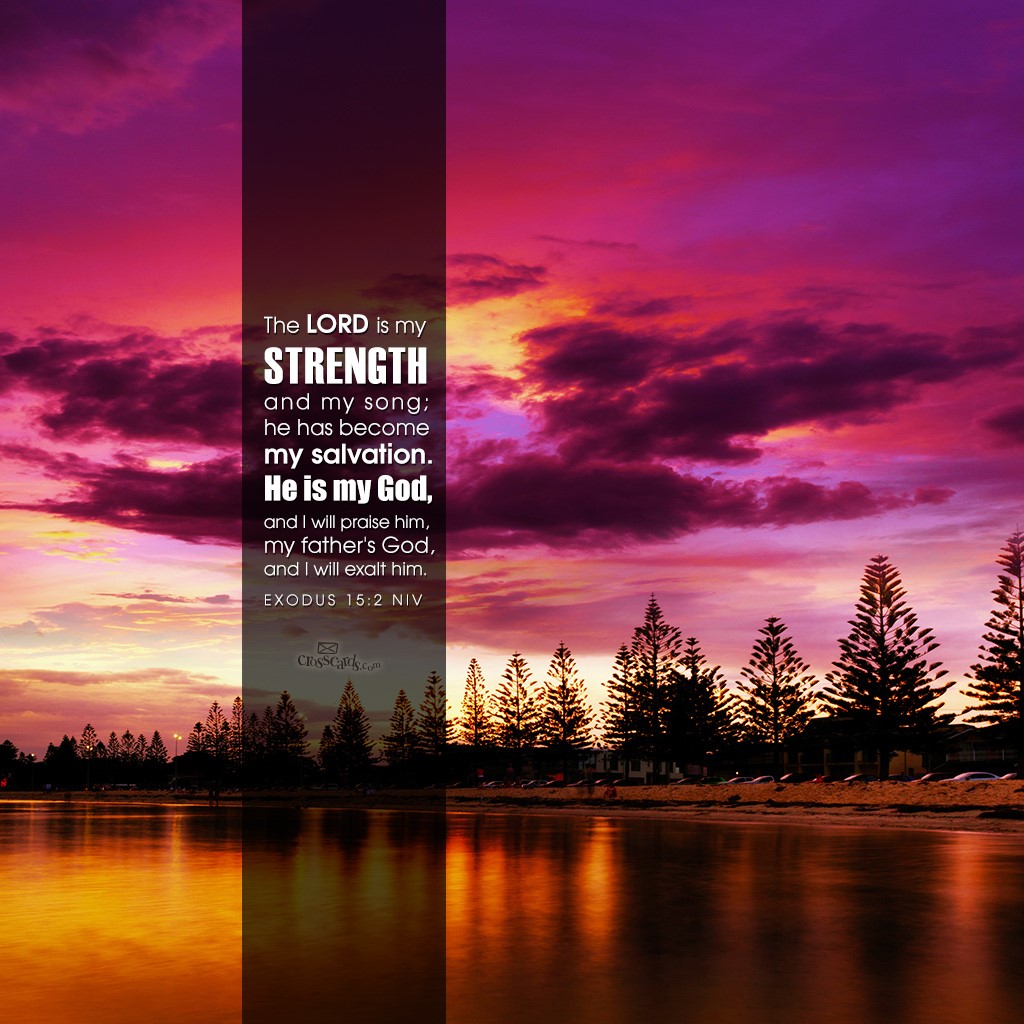 The LORD is my
STRENGTH
and my song;
he has become
my salvation.
He is my God,
and I will praise him,
my father's God,
and I will exalt him.
EXODUS 15:2 NIV
crosscards.com